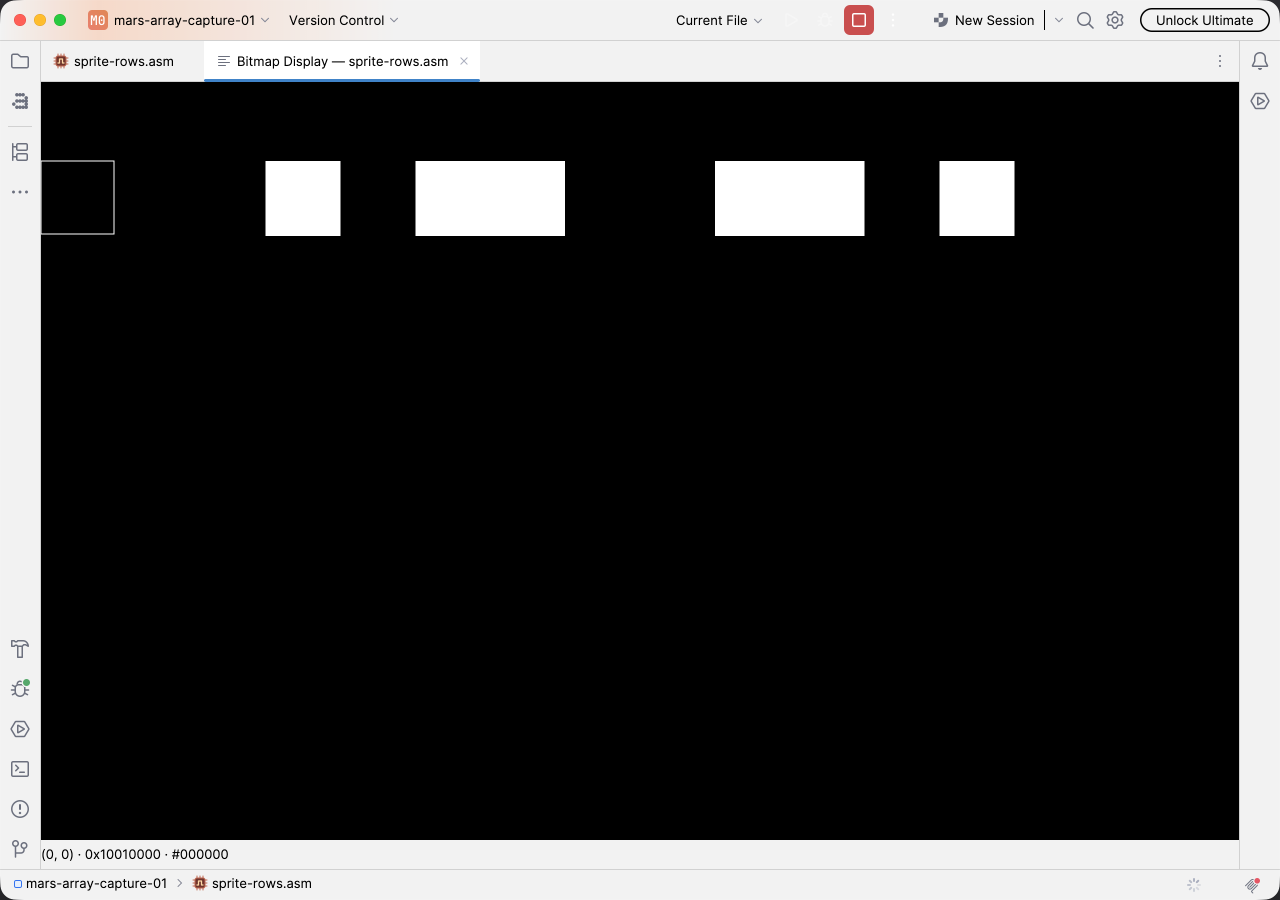 M0 mars-array-capture-01 Version Control Current File New Session Unlock Ultimate
sprite-rows.asm Bitmap Display — sprite-rows.asm
(0, 0) · 0x10010000 · #000000
mars-array-capture-01 sprite-rows.asm